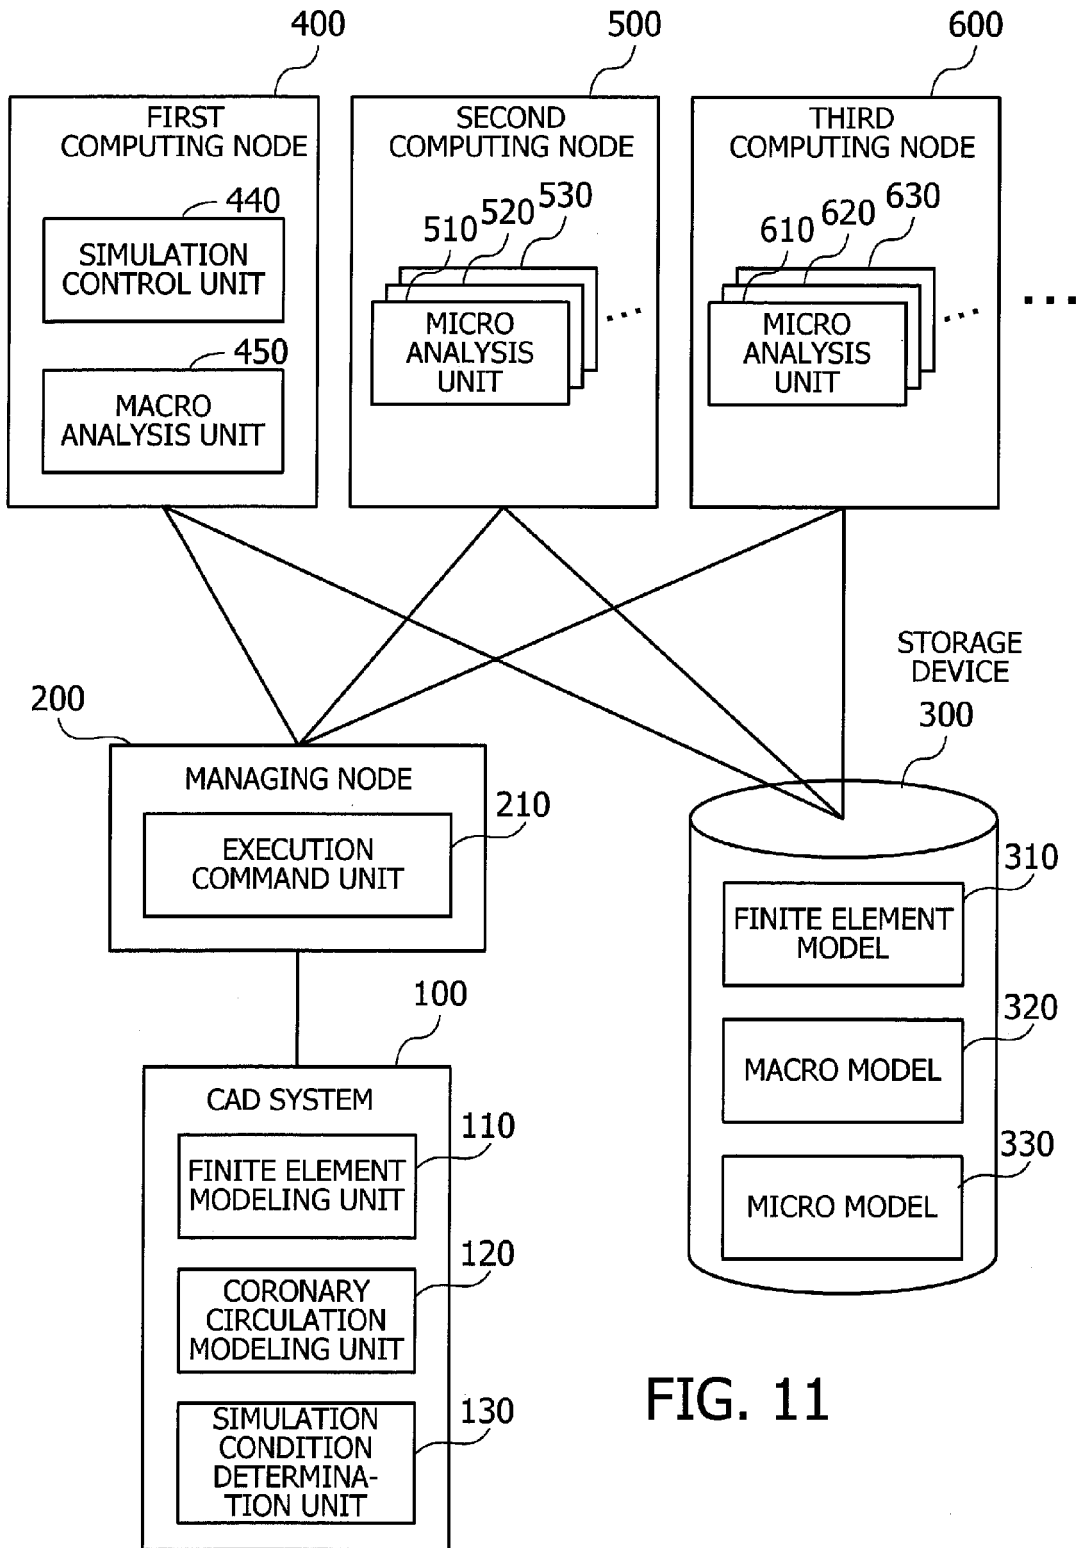 400
500
600
FIRST
COMPUTING NODE
SECOND
COMPUTING NODE
THIRD
COMPUTING NODE
440
SIMULATION
CONTROL UNIT
450
MACRO
ANALYSIS UNIT
510
520
530
MICRO
ANALYSIS
UNIT
...
610
620
630
MICRO
ANALYSIS
UNIT
...
...
STORAGE
DEVICE
300
200
MANAGING NODE
210
EXECUTION
COMMAND UNIT
310
FINITE ELEMENT
MODEL
320
MACRO MODEL
330
MICRO MODEL
100
CAD SYSTEM
110
FINITE ELEMENT
MODELING UNIT
120
CORONARY
CIRCULATION
MODELING UNIT
130
SIMULATION
CONDITION
DETERMINA-
TION UNIT
FIG. 11